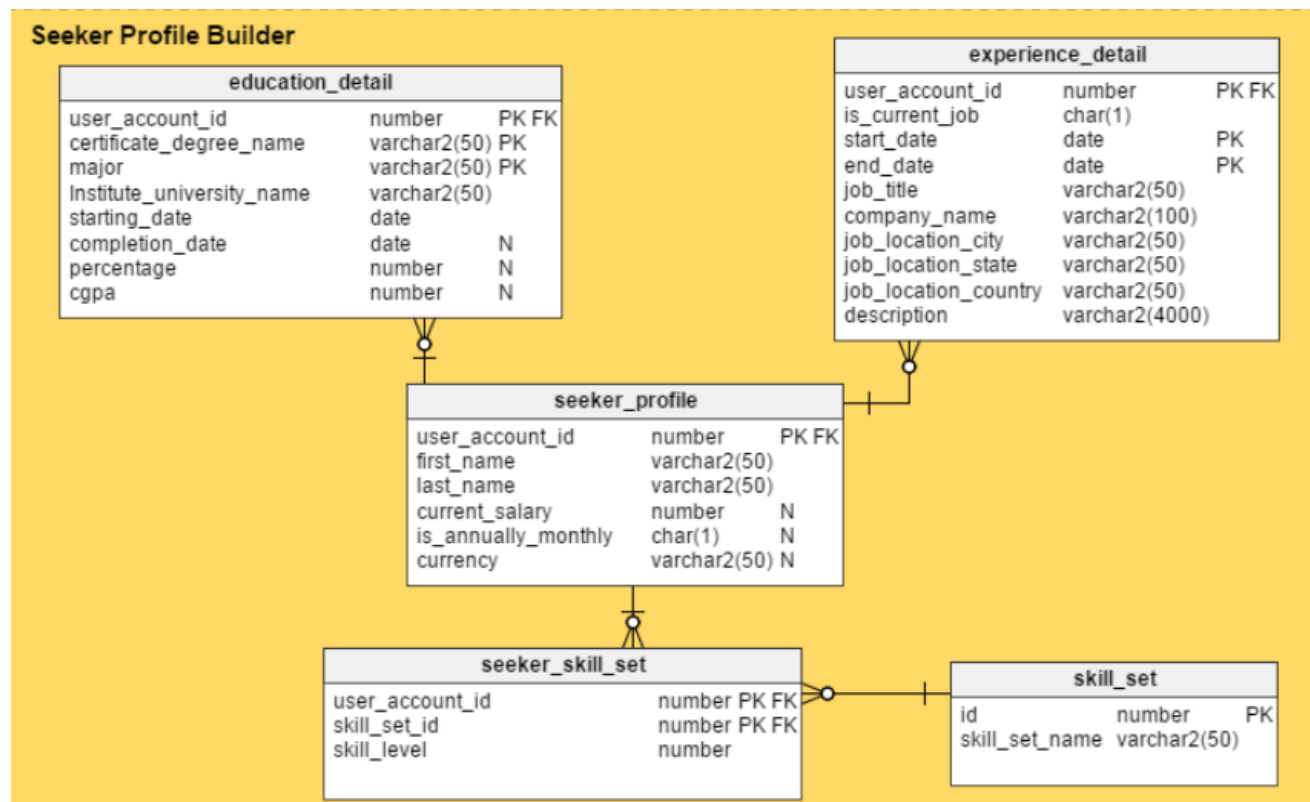 Seeker Profile Builder
education_detail
user_account_id number PK FK
certificate_degree_name varchar2(50) PK
major varchar2(50) PK
Institute_university_name varchar2(50)
starting_date date
completion_date date N
percentage number N
cgpa number N
experience_detail
user_account_id number PK FK
is_current_job char(1)
start_date date PK
end_date date PK
job_title varchar2(50)
company_name varchar2(100)
job_location_city varchar2(50)
job_location_state varchar2(50)
job_location_country varchar2(50)
description varchar2(4000)
seeker_profile
user_account_id number PK FK
first_name varchar2(50)
last_name varchar2(50)
current_salary number N
is_annually_monthly char(1) N
currency varchar2(50) N
seeker_skill_set
user_account_id number PK FK
skill_set_id number PK FK
skill_level number
skill_set
id number PK
skill_set_name varchar2(50)